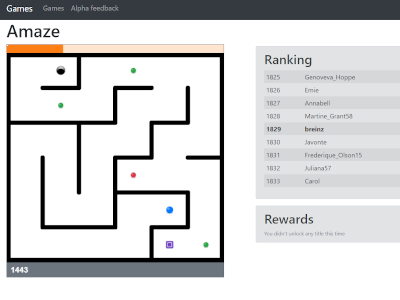 Games Games Alpha feedback
Amaze
Ranking
1825 Genoveva_Hoppe
1826 Ernie
1827 Annabell
1828 Martine_Grant58
1829 breinz
1830 Javonte
1831 Frederique_Olson15
1832 Juliana57
1833 Carol
1443
Rewards
You didn't unlock any title this time